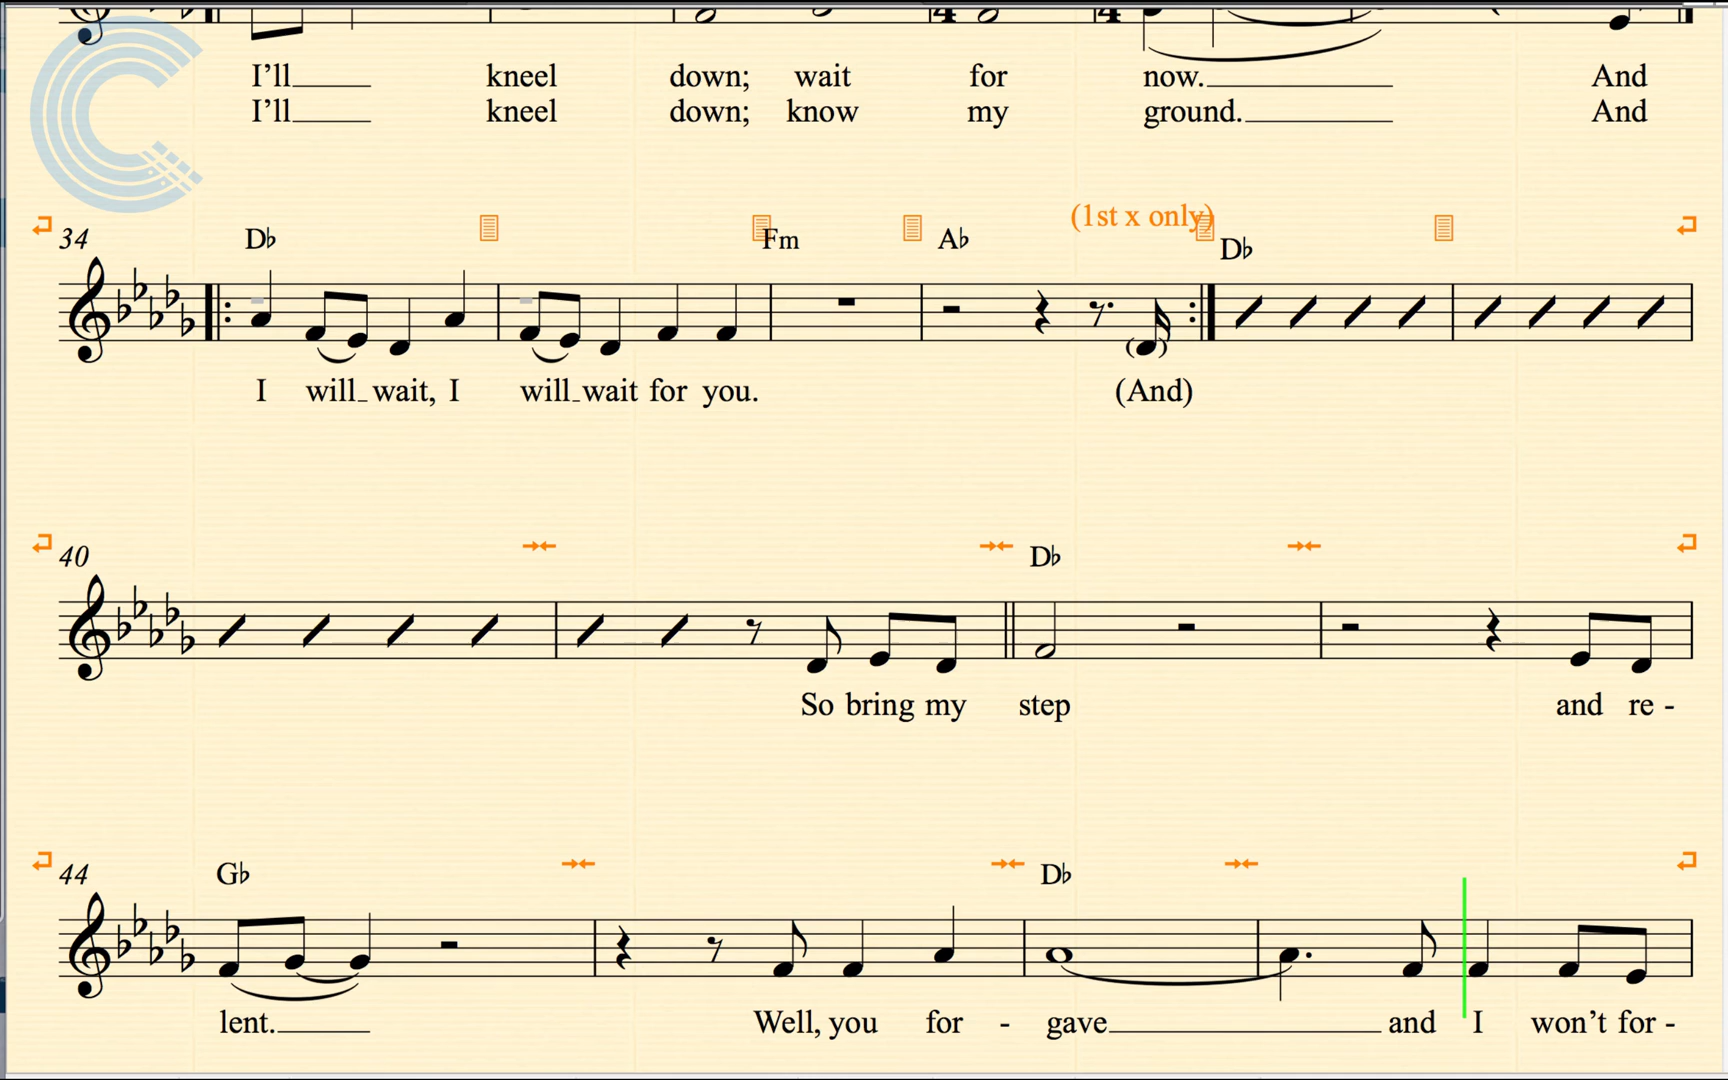 4 4
I’ll kneel down; wait for now. And
I’ll kneel down; know my ground. And
(1st x only)
34 D♭ Fm A♭ D♭
I will wait, I will wait for you. (And)
40 D♭
So bring my step and re -
44 G♭ D♭
lent. Well, you for - gave and I won’t for -